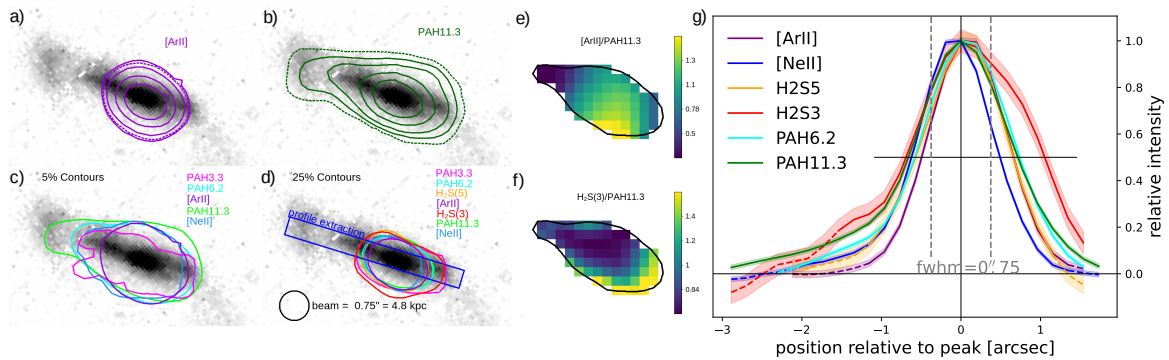 a)
[ArII]
b)
PAH11.3
c)
5% Contours
PAH3.3
PAH6.2
[ArII]
PAH11.3
[NeII]
d)
25% Contours
PAH3.3
PAH6.2
H₂S(5)
[ArII]
H₂S(3)
PAH11.3
[NeII]
profile extraction
beam = 0.75" = 4.8 kpc
e)
[ArII]/PAH11.3
1.3
1.1
1
0.78
0.5
f)
H₂S(3)/PAH11.3
1.4
1.2
1
0.84
g)
[ArII]
[NeII]
H2S5
H2S3
PAH6.2
PAH11.3
fwhm=0″.75
1.0
0.8
0.6
0.4
0.2
0.0
relative intensity
−3
−2
−1
0
1
position relative to peak [arcsec]